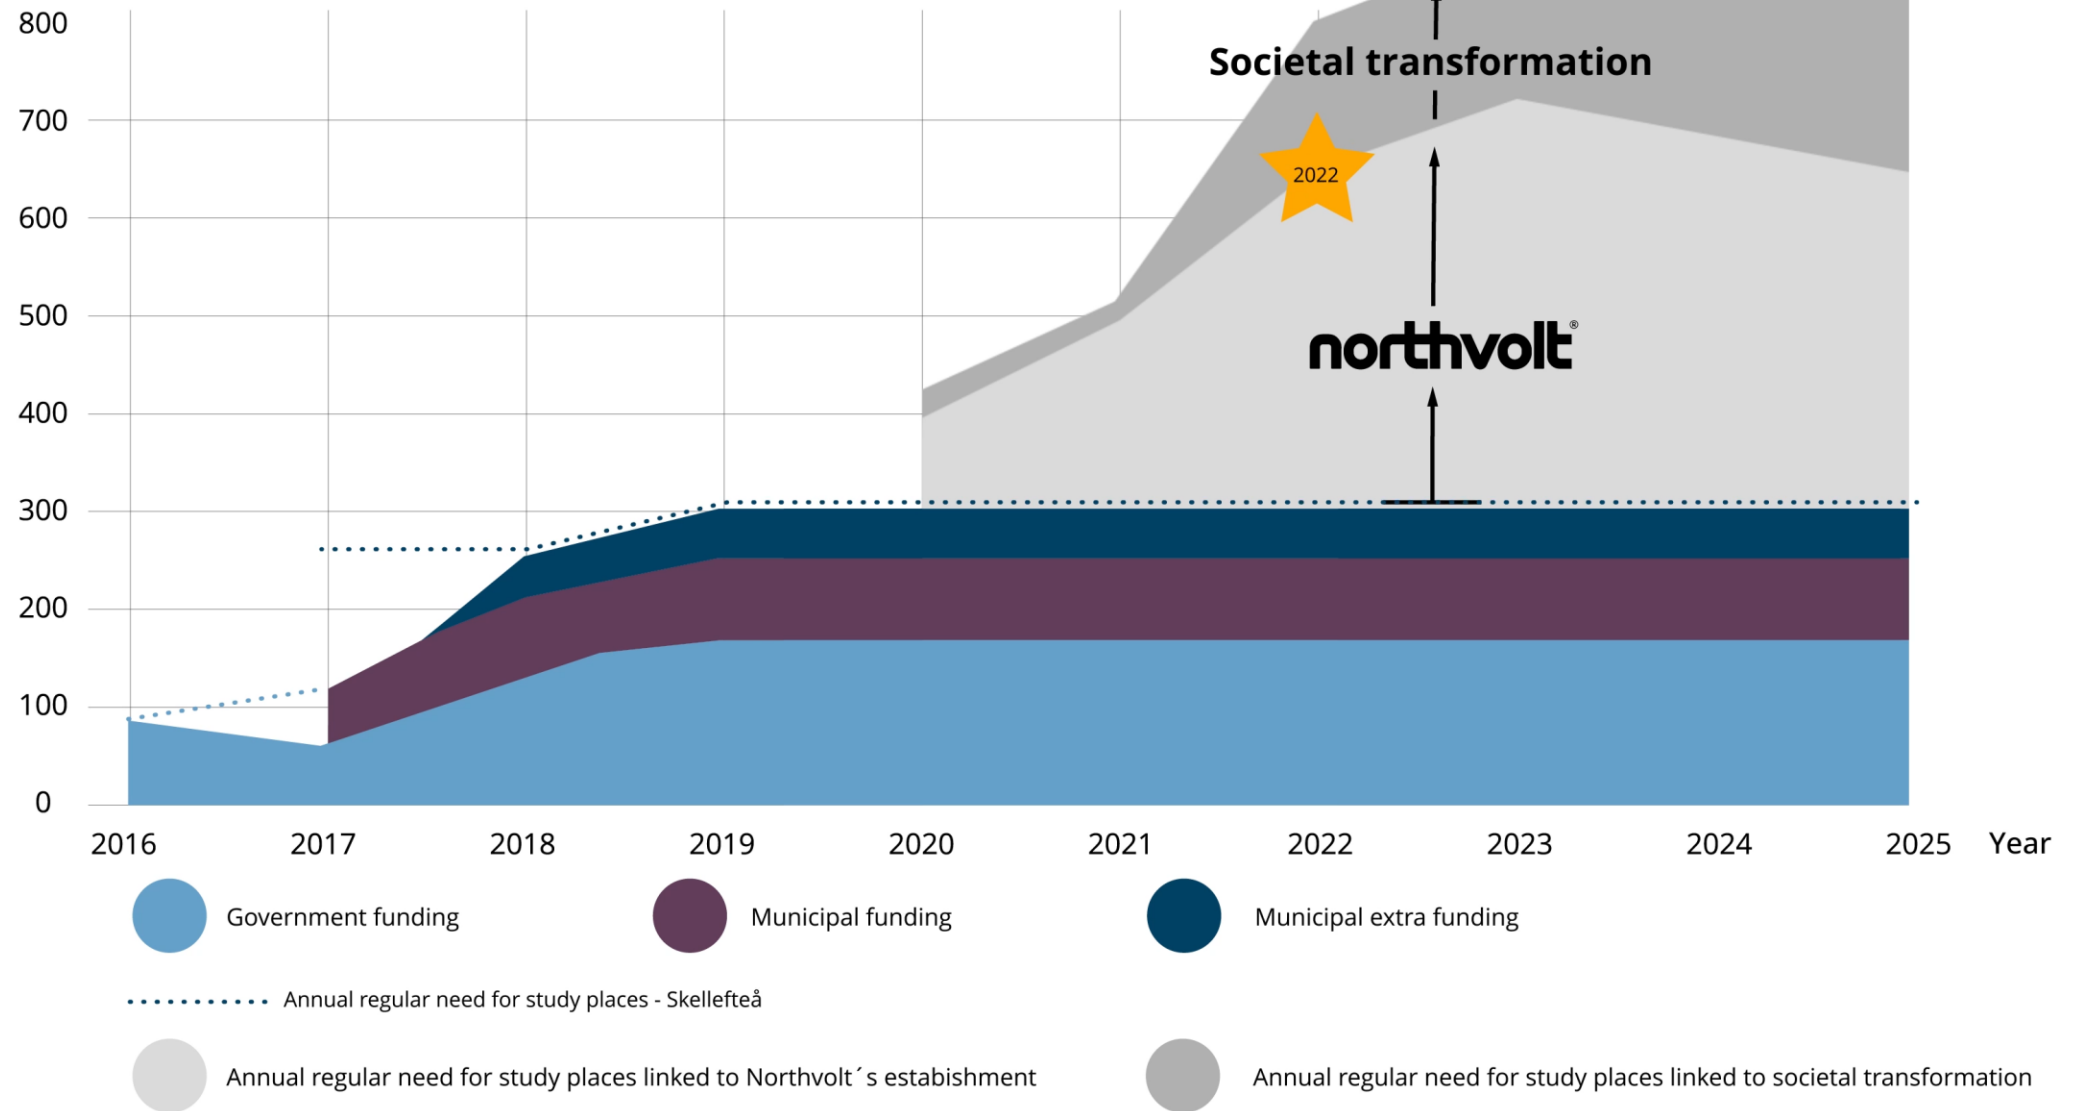 800
Societal transformation
700
2022
600
500
northvolt®
400
300
200
100
0
2016 2017 2018 2019 2020 2021 2022 2023 2024 2025 Year
Government funding Municipal funding Municipal extra funding
Annual regular need for study places - Skellefteå
Annual regular need for study places linked to Northvolt´s estabishment Annual regular need for study places linked to societal transformation